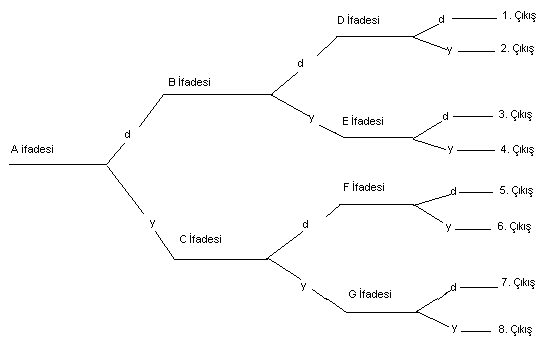 D İfadesi
d
1. Çıkış
y
2. Çıkış
d
B İfadesi
y
E İfadesi
d
3. Çıkış
y
4. Çıkış
d
A ifadesi
y
F İfadesi
d
5. Çıkış
y
6. Çıkış
d
C İfadesi
y
G İfadesi
d
7. Çıkış
y
8. Çıkış